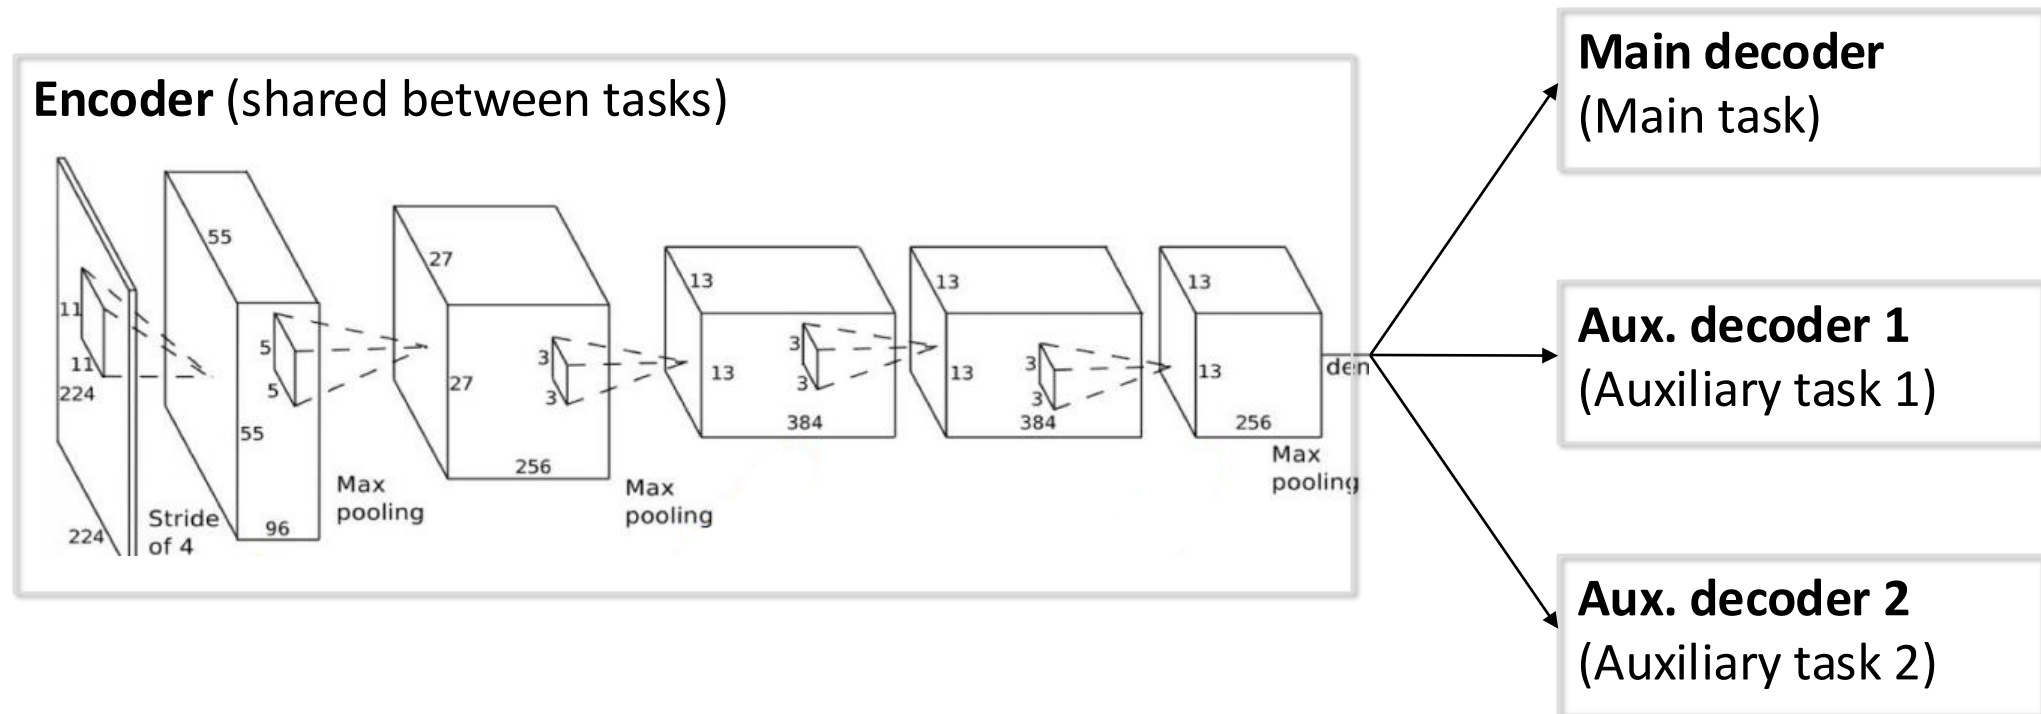 Encoder (shared between tasks)
11
11
224
224
Stride
of 4
55
5
5
55
96
Max
pooling
27
3
3
27
256
Max
pooling
13
3
3
13
384
13
3
3
13
384
13
13
256
Max
pooling
den
Main decoder
(Main task)
Aux. decoder 1
(Auxiliary task 1)
Aux. decoder 2
(Auxiliary task 2)